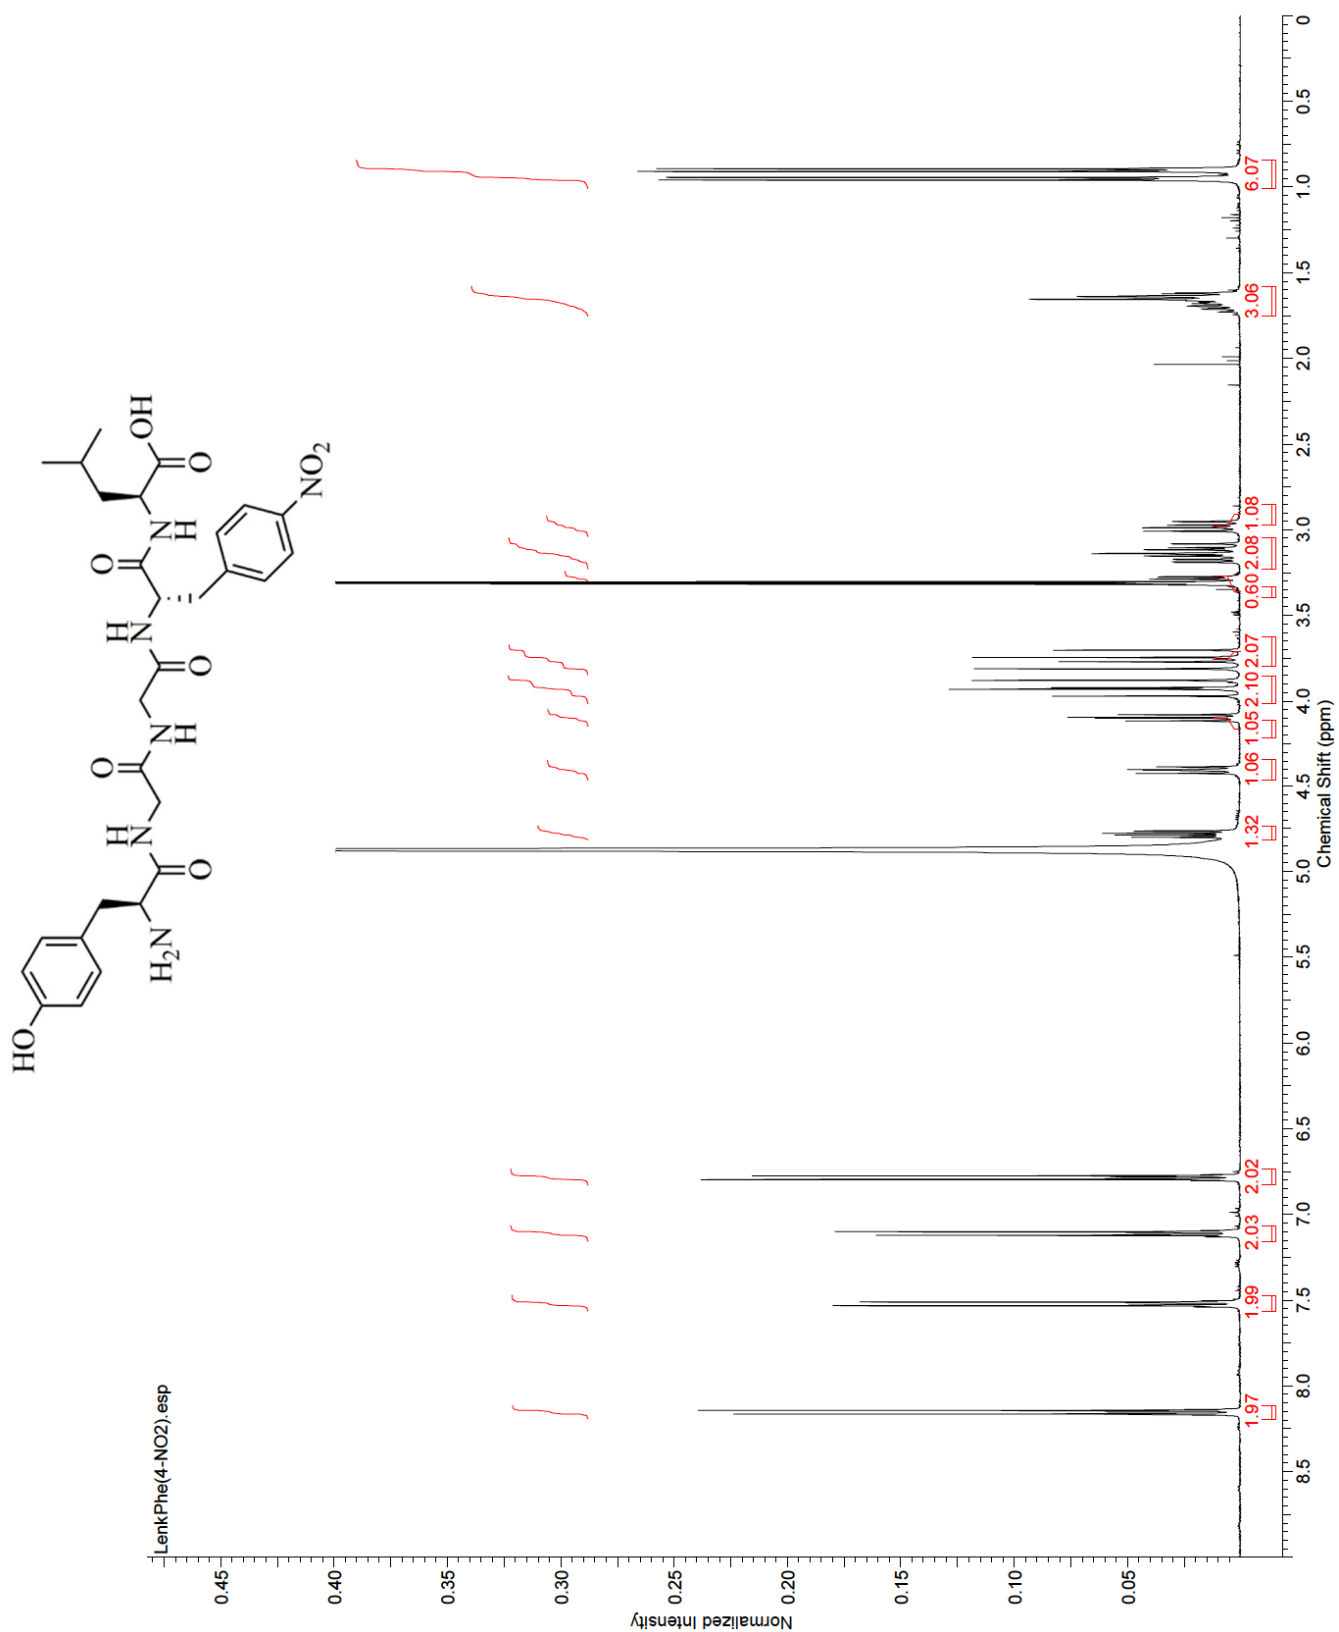 LenkPhe(4-NO2).esp
HO
H2N
O
H
N
O
N
H
O
H
N
O
N
H
O
OH
NO2
Normalized Intensity
0.45
0.40
0.35
0.30
0.25
0.20
0.15
0.10
0.05
1.97
1.99
2.03
2.02
1.32
1.06
1.05
2.10
2.07
0.60
2.08
1.08
3.06
6.07
8.5
8.0
7.5
7.0
6.5
6.0
5.5
5.0
4.5
4.0
3.5
3.0
2.5
2.0
1.5
1.0
0.5
0
Chemical Shift (ppm)